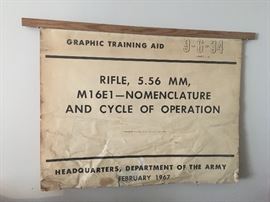 GRAPHIC TRAINING AID
9-6-34
RIFLE, 5.56 MM,
M16E1—NOMENCLATURE
AND CYCLE OF OPERATION
HEADQUARTERS, DEPARTMENT OF THE ARMY
FEBRUARY 1967